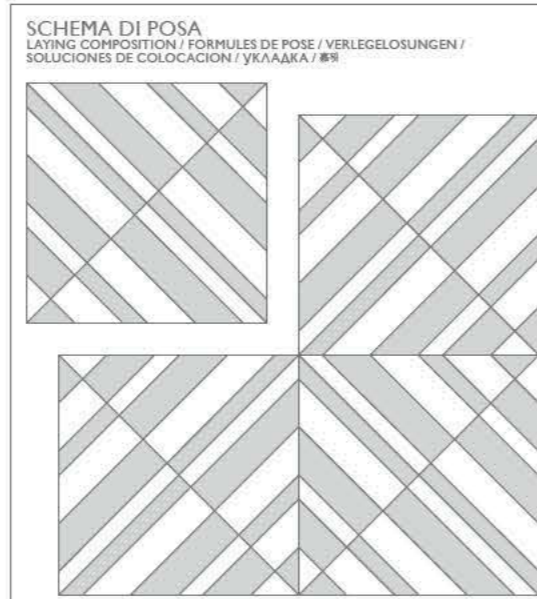 SCHEMA DI POSA
LAYING COMPOSITION / FORMULES DE POSE / VERLEGELOSUNGEN /
SOLUCIONES DE COLOCACION / УКЛАДКА /